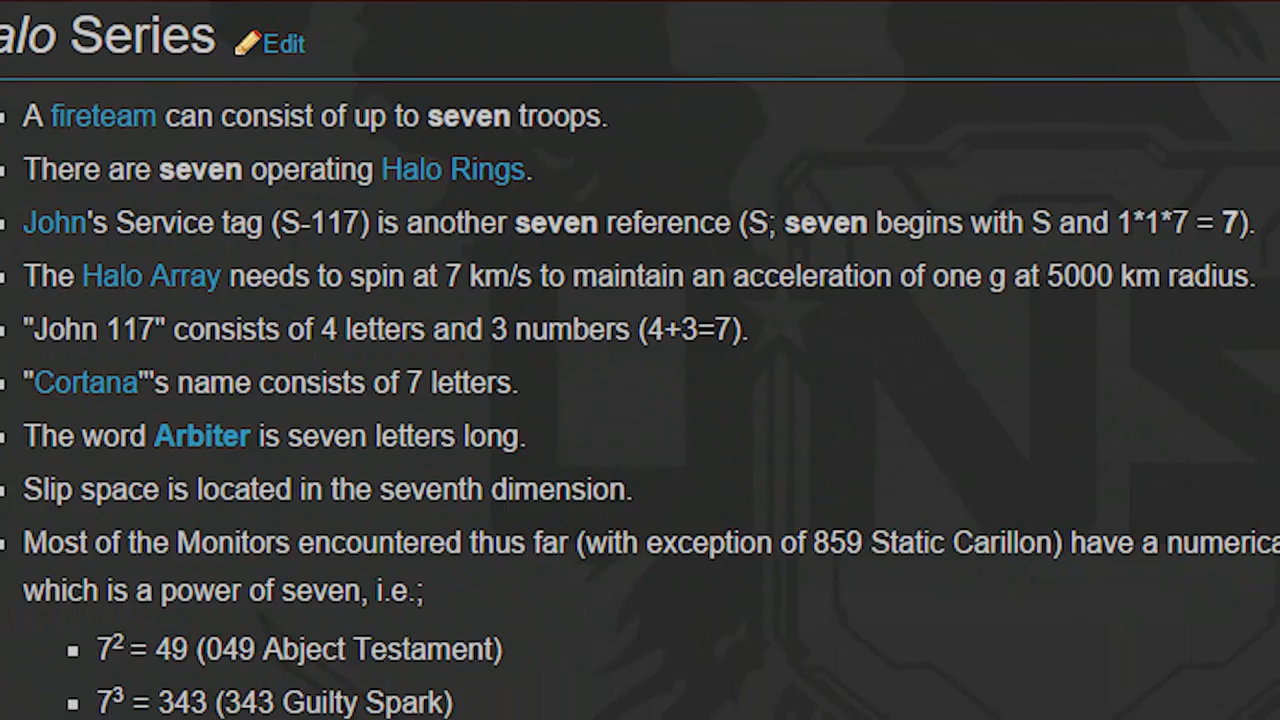 alo Series Edit
A fireteam can consist of up to seven troops.
There are seven operating Halo Rings.
John's Service tag (S-117) is another seven reference (S; seven begins with S and 1*1*7 = 7).
The Halo Array needs to spin at 7 km/s to maintain an acceleration of one g at 5000 km radius.
"John 117" consists of 4 letters and 3 numbers (4+3=7).
"Cortana"'s name consists of 7 letters.
The word Arbiter is seven letters long.
Slip space is located in the seventh dimension.
Most of the Monitors encountered thus far (with exception of 859 Static Carillon) have a numerica
which is a power of seven, i.e.;
7² = 49 (049 Abject Testament)
7³ = 343 (343 Guilty Spark)